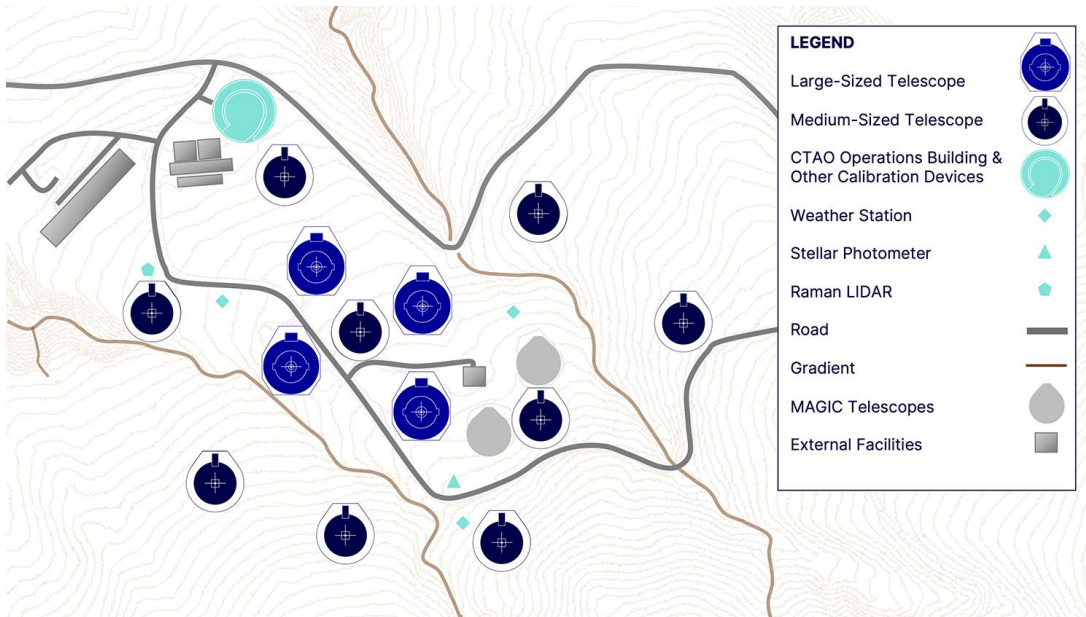 LEGEND
Large-Sized Telescope
Medium-Sized Telescope
CTAO Operations Building &
Other Calibration Devices
Weather Station
Stellar Photometer
Raman LIDAR
Road
Gradient
MAGIC Telescopes
External Facilities